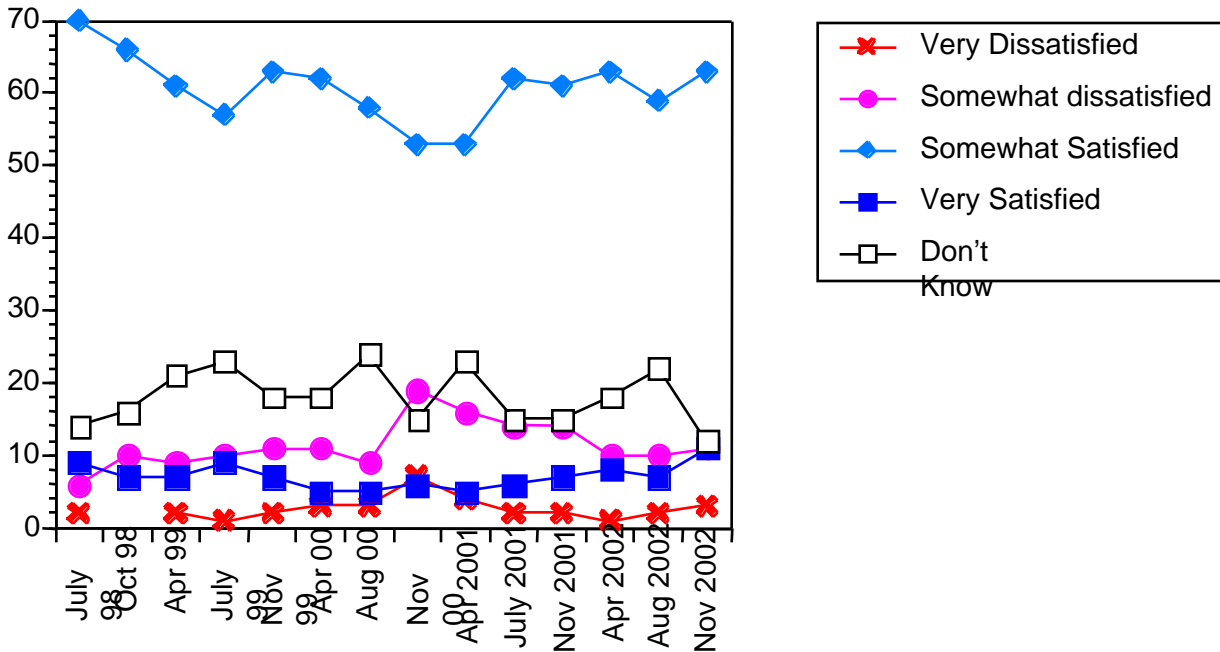 70
60
50
40
30
20
10
0
July
98
Oct 98
Apr 99
July
99
Nov
99
Apr 00
Aug 00
Nov
00
Apr 2001
July 2001
Nov 2001
Apr 2002
Aug 2002
Nov 2002
Very Dissatisfied
Somewhat dissatisfied
Somewhat Satisfied
Very Satisfied
Don't
Know